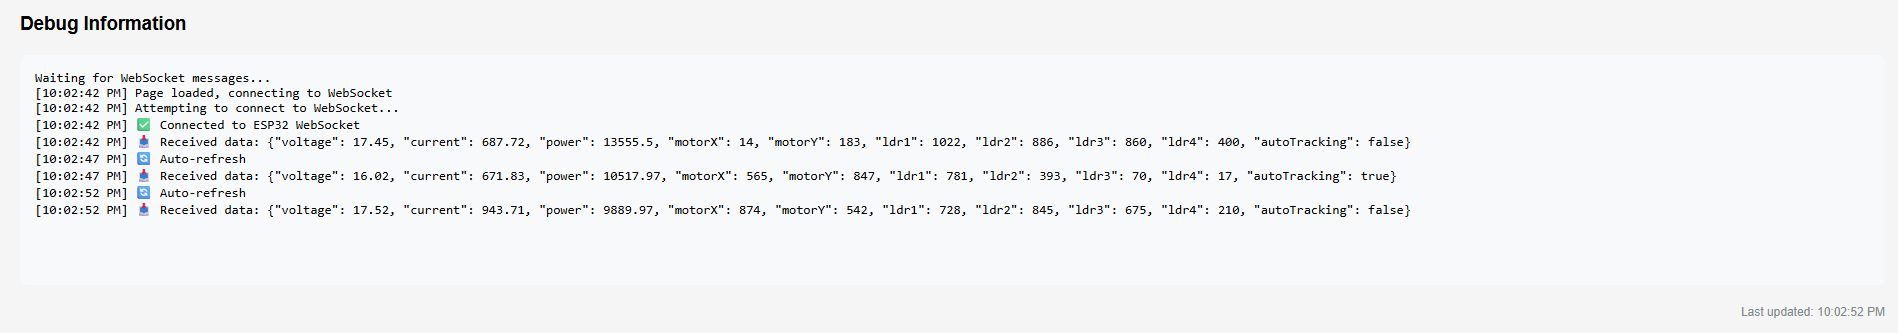 Debug Information
Waiting for WebSocket messages...
[10:02:42 PM] Page loaded, connecting to WebSocket
[10:02:42 PM] Attempting to connect to WebSocket...
[10:02:42 PM] ✅ Connected to ESP32 WebSocket
[10:02:42 PM] 📥 Received data: {"voltage": 17.45, "current": 687.72, "power": 13555.5, "motorX": 14, "motorY": 183, "ldr1": 1022, "ldr2": 886, "ldr3": 860, "ldr4": 400, "autoTracking": false}
[10:02:47 PM] 🔄 Auto-refresh
[10:02:47 PM] 📥 Received data: {"voltage": 16.02, "current": 671.83, "power": 10517.97, "motorX": 565, "motorY": 847, "ldr1": 781, "ldr2": 393, "ldr3": 70, "ldr4": 17, "autoTracking": true}
[10:02:52 PM] 🔄 Auto-refresh
[10:02:52 PM] 📥 Received data: {"voltage": 17.52, "current": 943.71, "power": 9889.97, "motorX": 874, "motorY": 542, "ldr1": 728, "ldr2": 845, "ldr3": 675, "ldr4": 210, "autoTracking": false}
Last updated: 10:02:52 PM